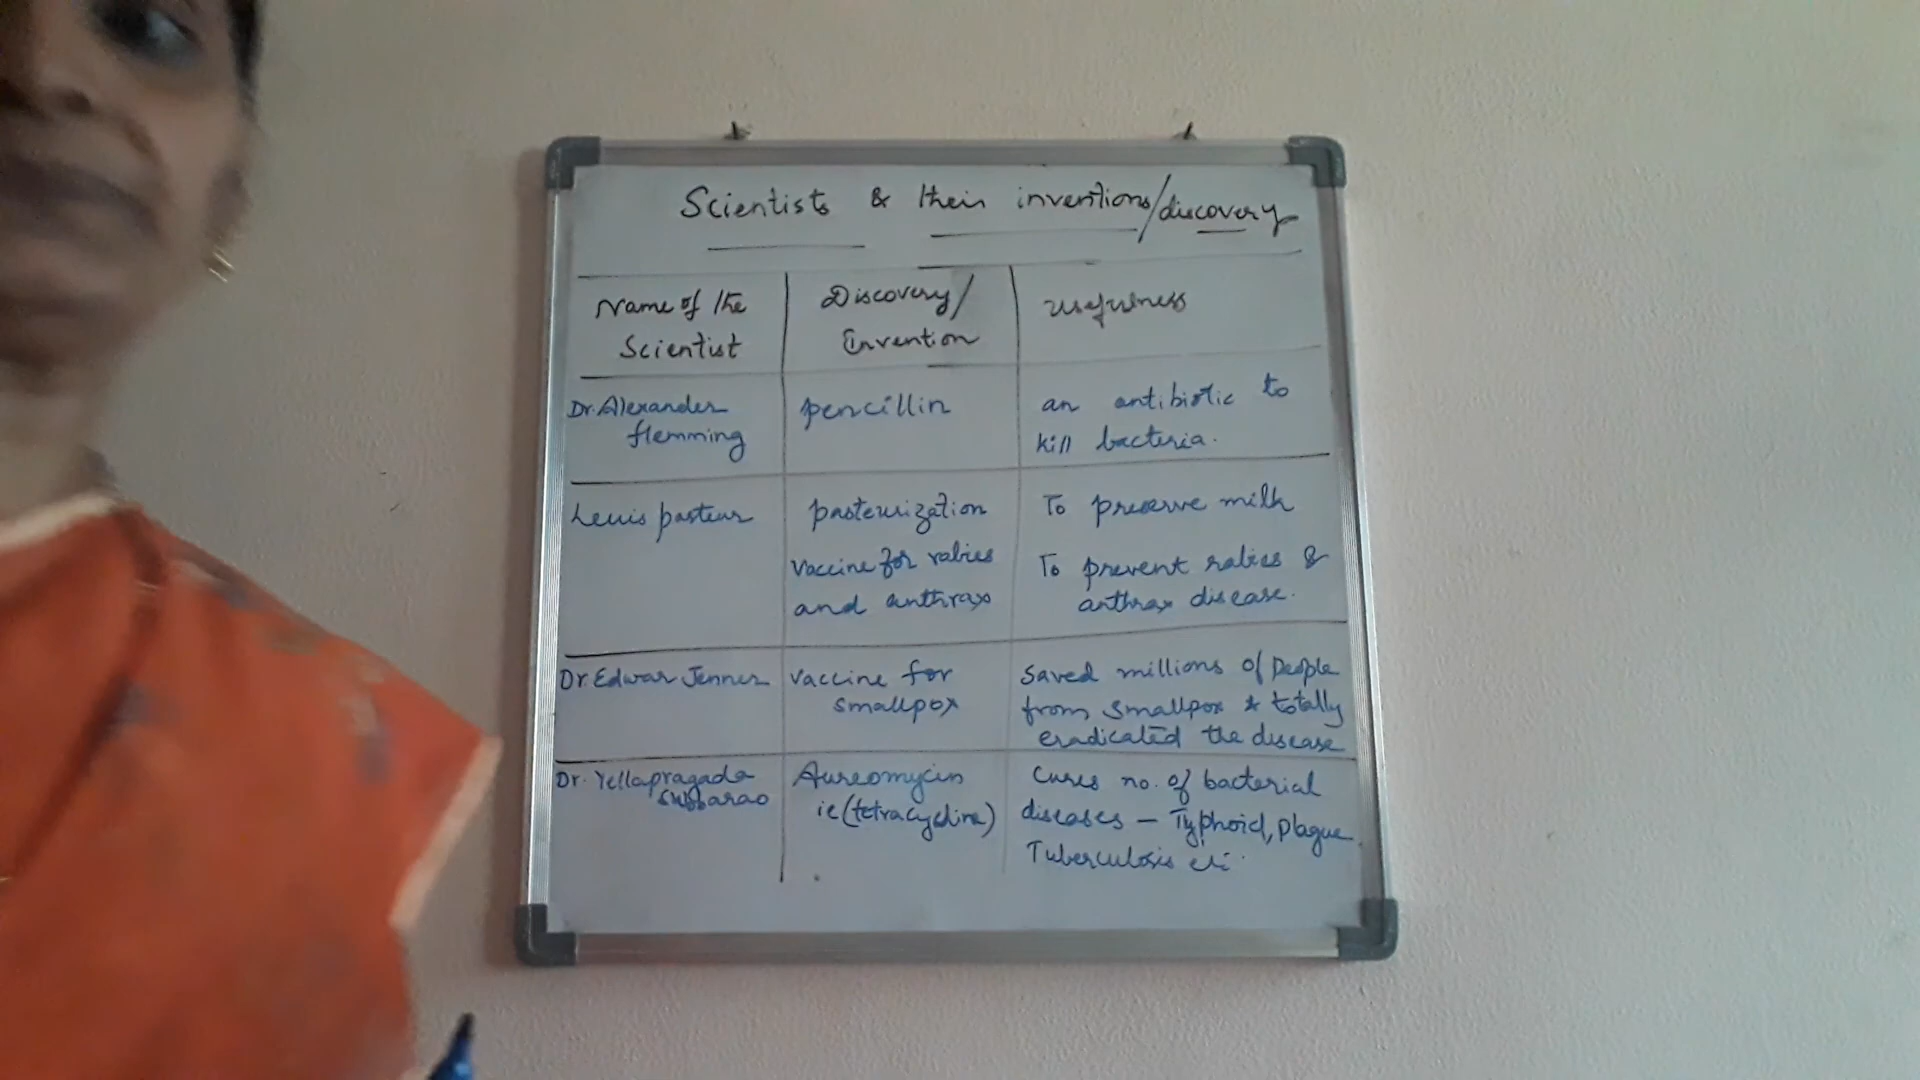 Scientists & their inventions/discovery
Name of the Scientist
Discovery/ Invention
usefulness
Dr. Alexander flemming
pencillin
an antibiotic to kill bacteria.
Leuis pasteur
pasteurization
To preserve milk
vaccine for rabies and anthrax
To prevent rabies & anthrax disease.
Dr Edwar Jenner
vaccine for smallpox
saved millions of people from smallpox & totally eradicated the disease
Dr. Yellapragada Subbarao
Aureomycin ie (tetracycline)
Cures no. of bacterial diseases – Typhoid, plague, Tuberculosis etc.